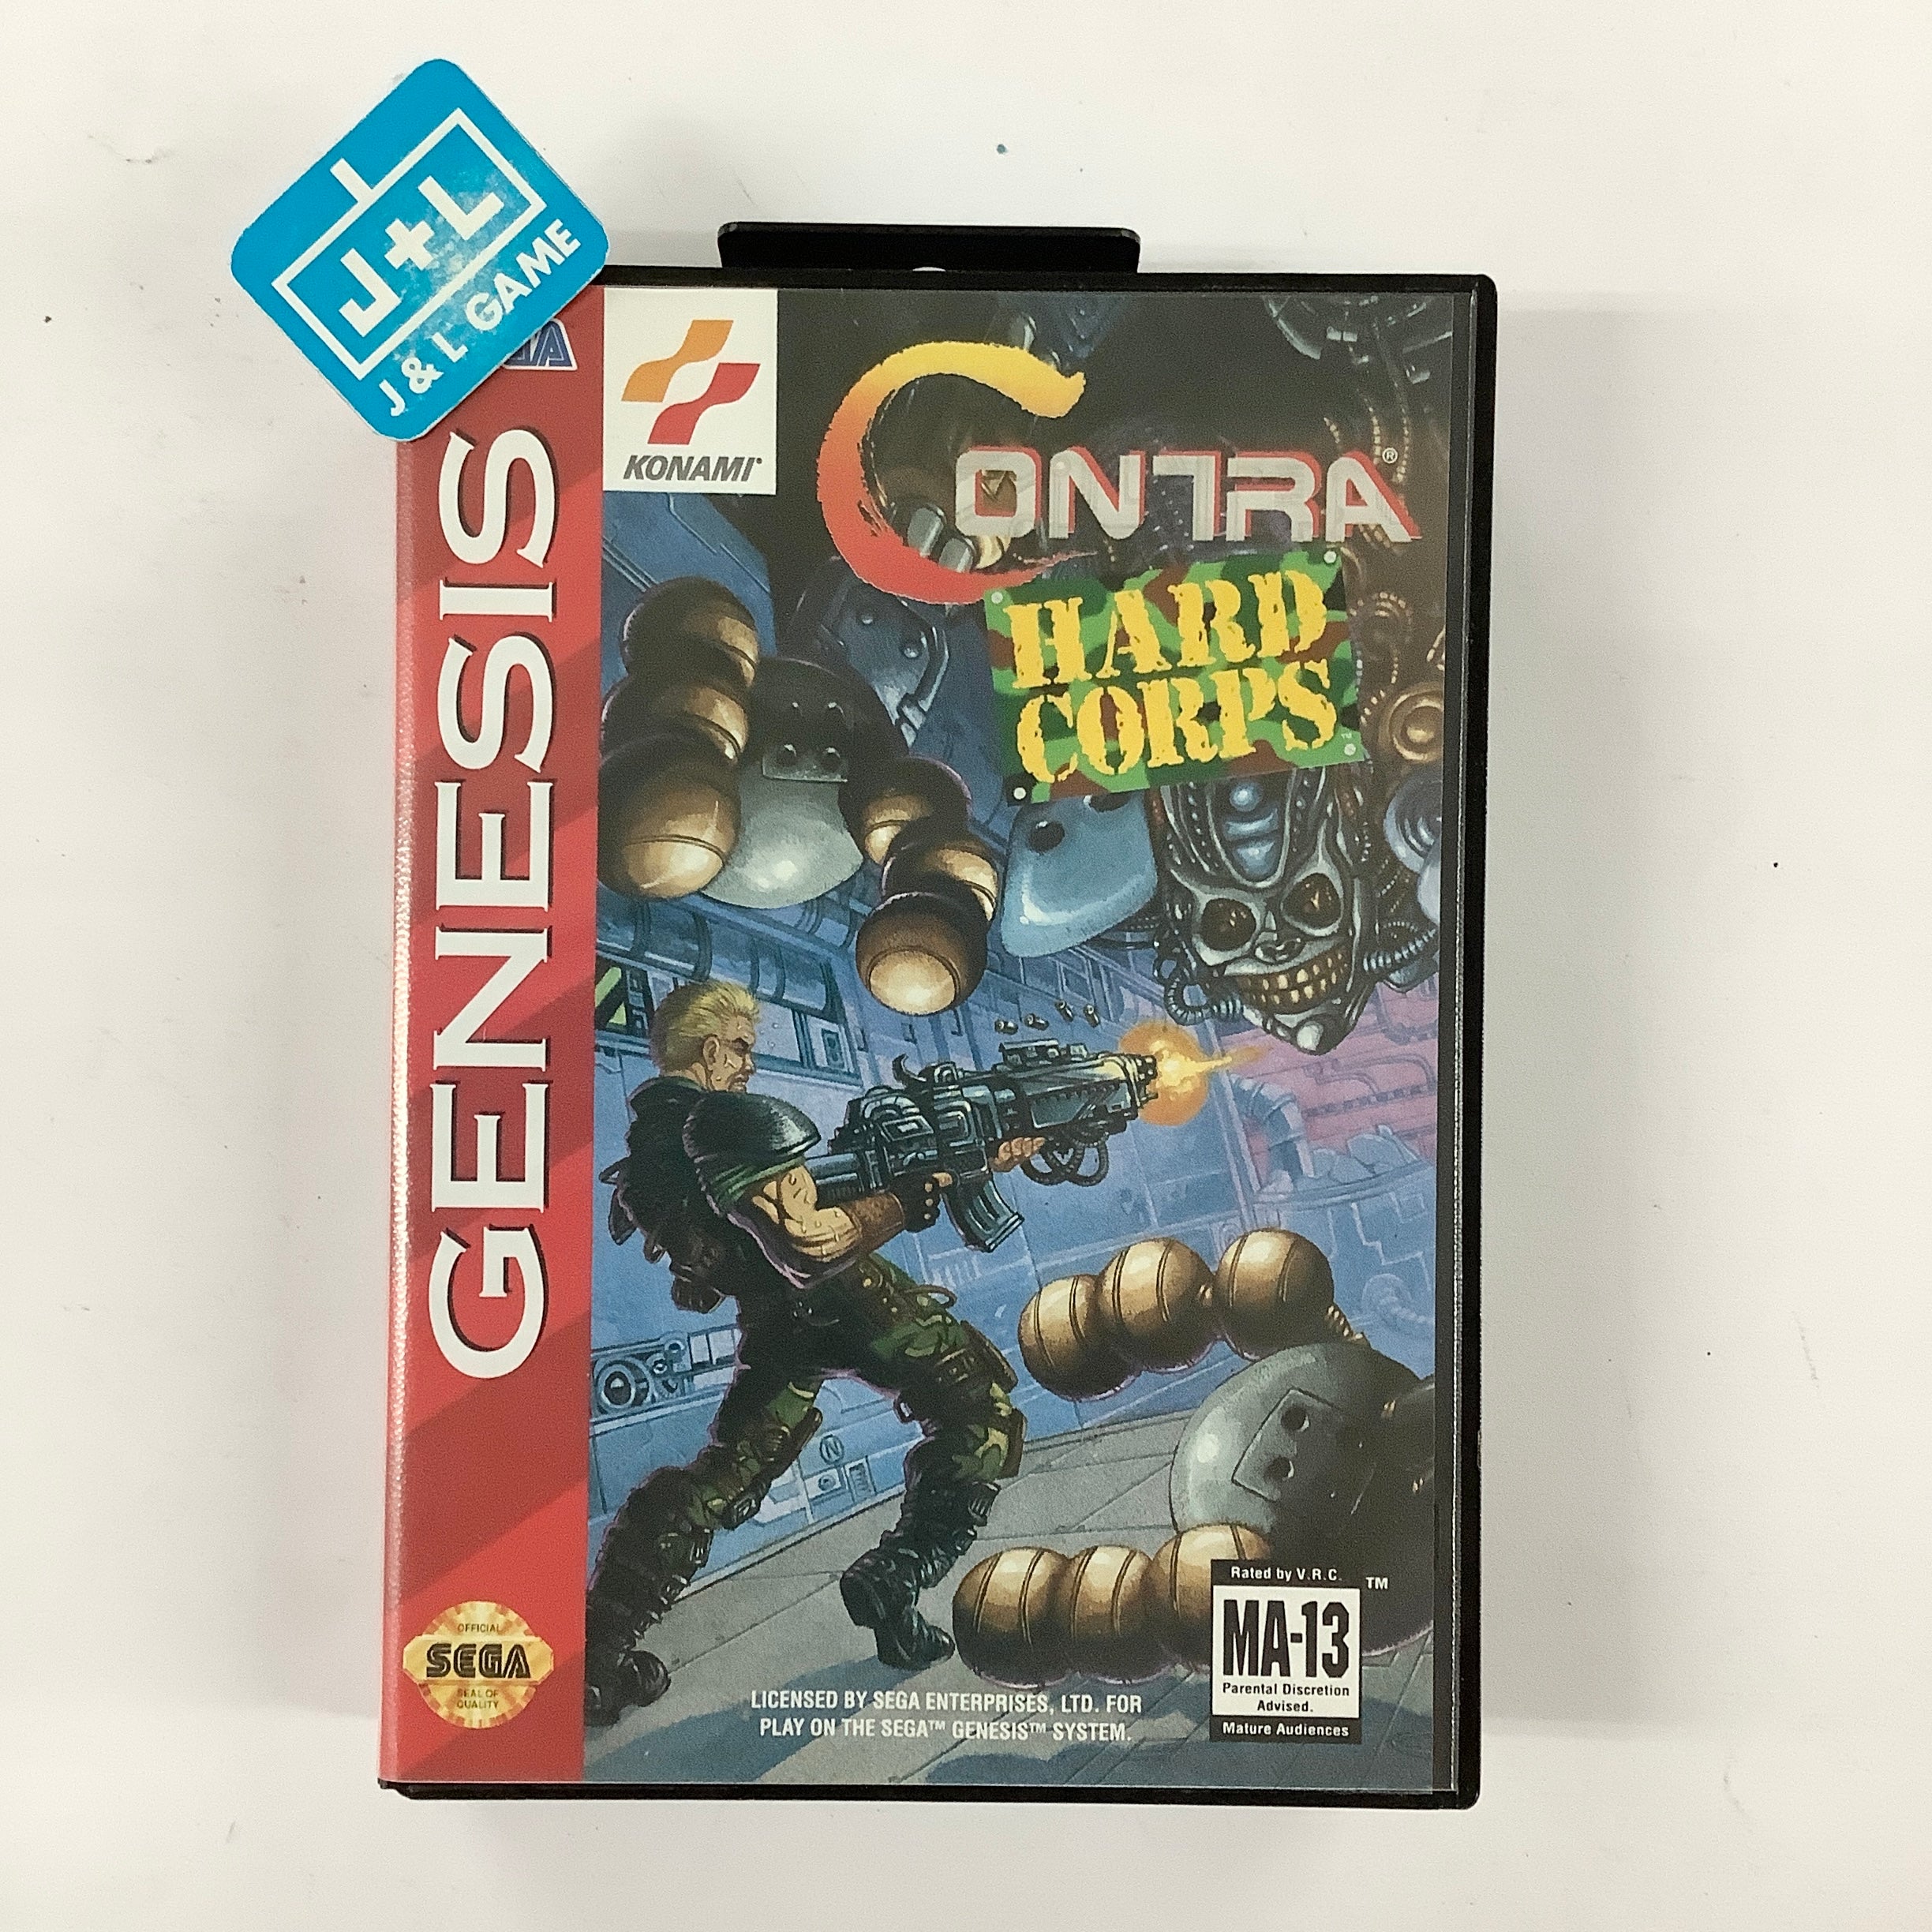 J+L
J & L GAME
GENESIS
KONAMI®
CONTRA®
HARD
CORPS
OFFICIAL
SEGA
SEAL OF
QUALITY
LICENSED BY SEGA ENTERPRISES, LTD. FOR
PLAY ON THE SEGA™ GENESIS™ SYSTEM.
Rated by V.R.C.
TM
MA-13
Parental Discretion
Advised.
Mature Audiences